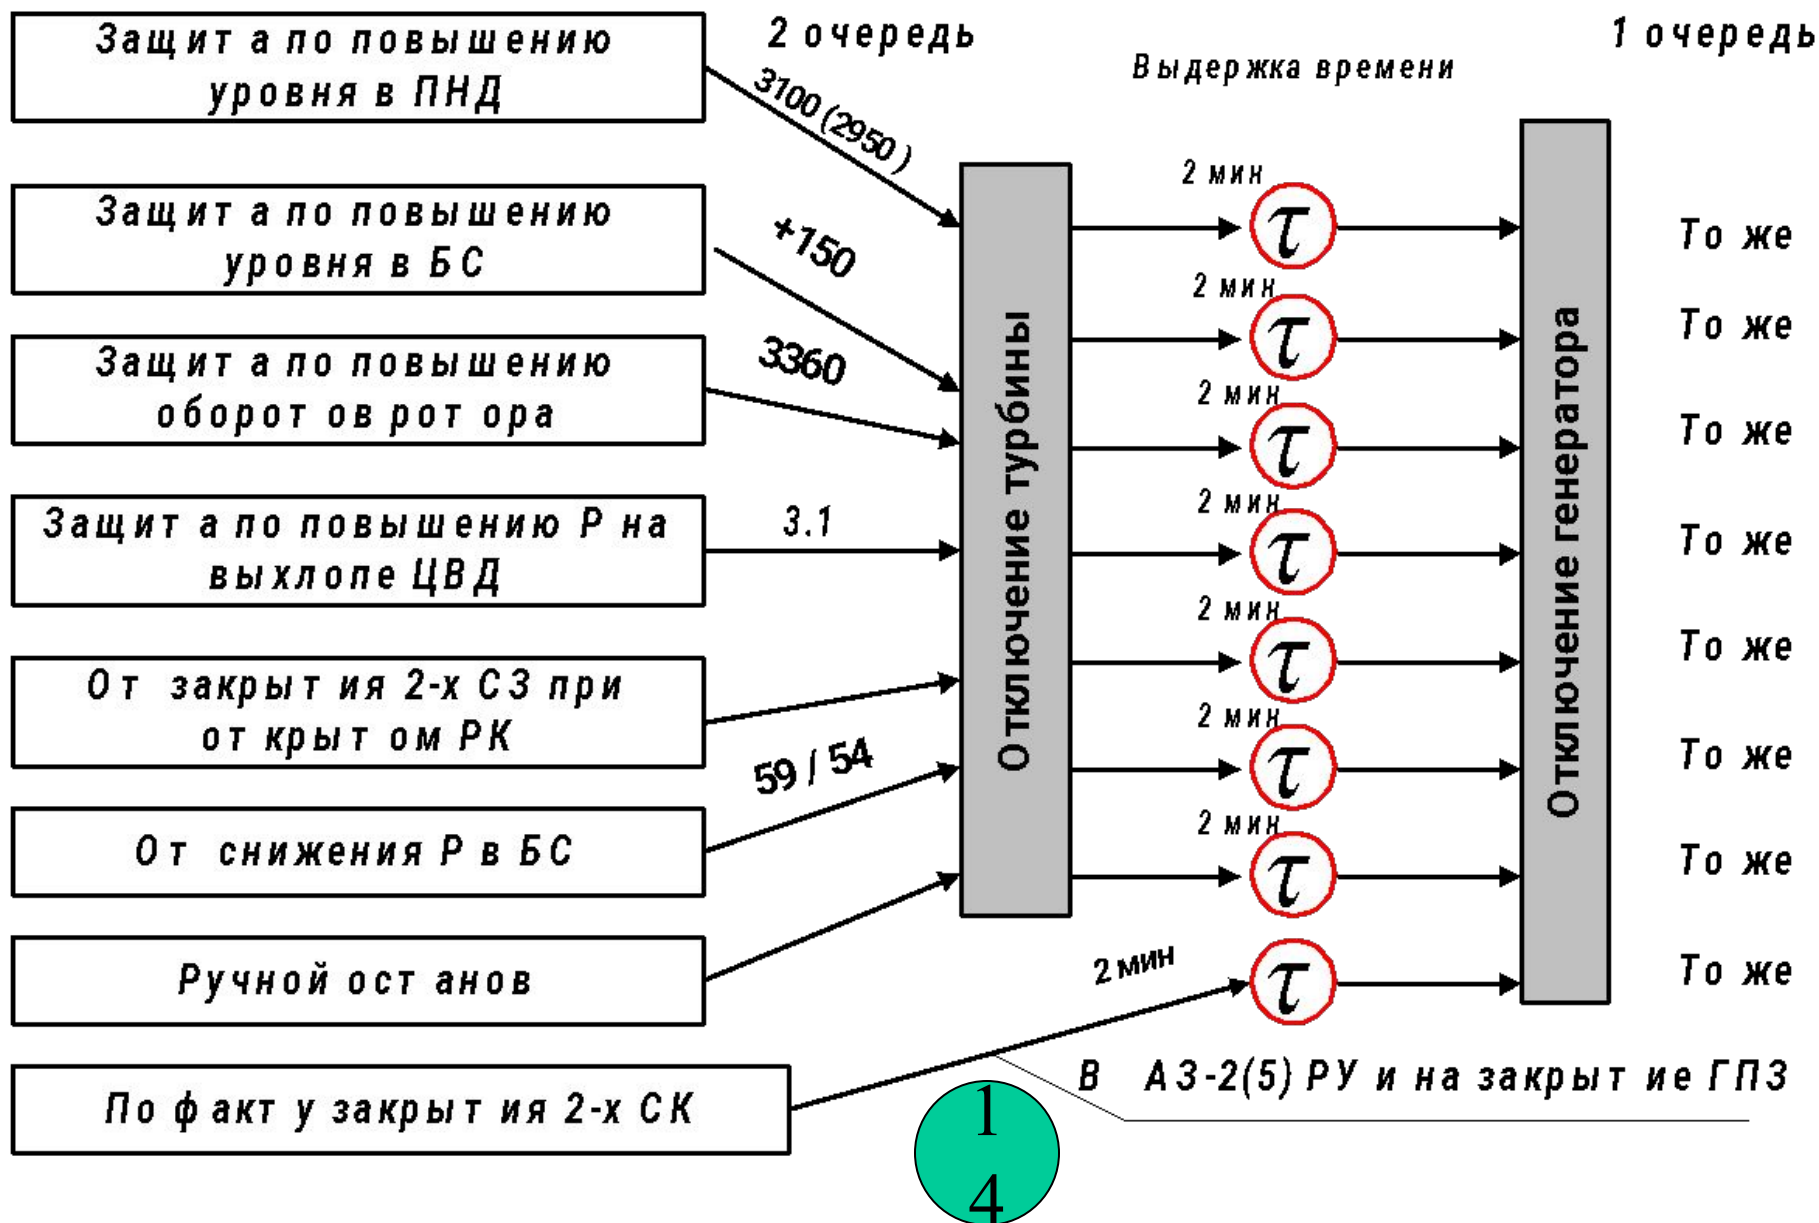 2 очередь
1 очередь
Выдержка времени
Защита по повышению
уровня в ПНД
3100 (2950)
Защита по повышению
уровня в БС
+150
Защита по повышению
оборотов ротора
3360
Защита по повышению Р на
выхлопе ЦВД
3.1
От закрытия 2-х СЗ при
открытом РК
От снижения Р в БС
59 / 54
Ручной останов
По факту закрытия 2-х СК
Отключение турбины
2 мин
τ
2 мин
τ
2 мин
τ
2 мин
τ
2 мин
τ
2 мин
τ
2 мин
τ
2 мин
τ
Отключение генератора
То же
То же
То же
То же
То же
То же
То же
То же
В АЗ-2(5) РУ и на закрытие ГПЗ
1
4